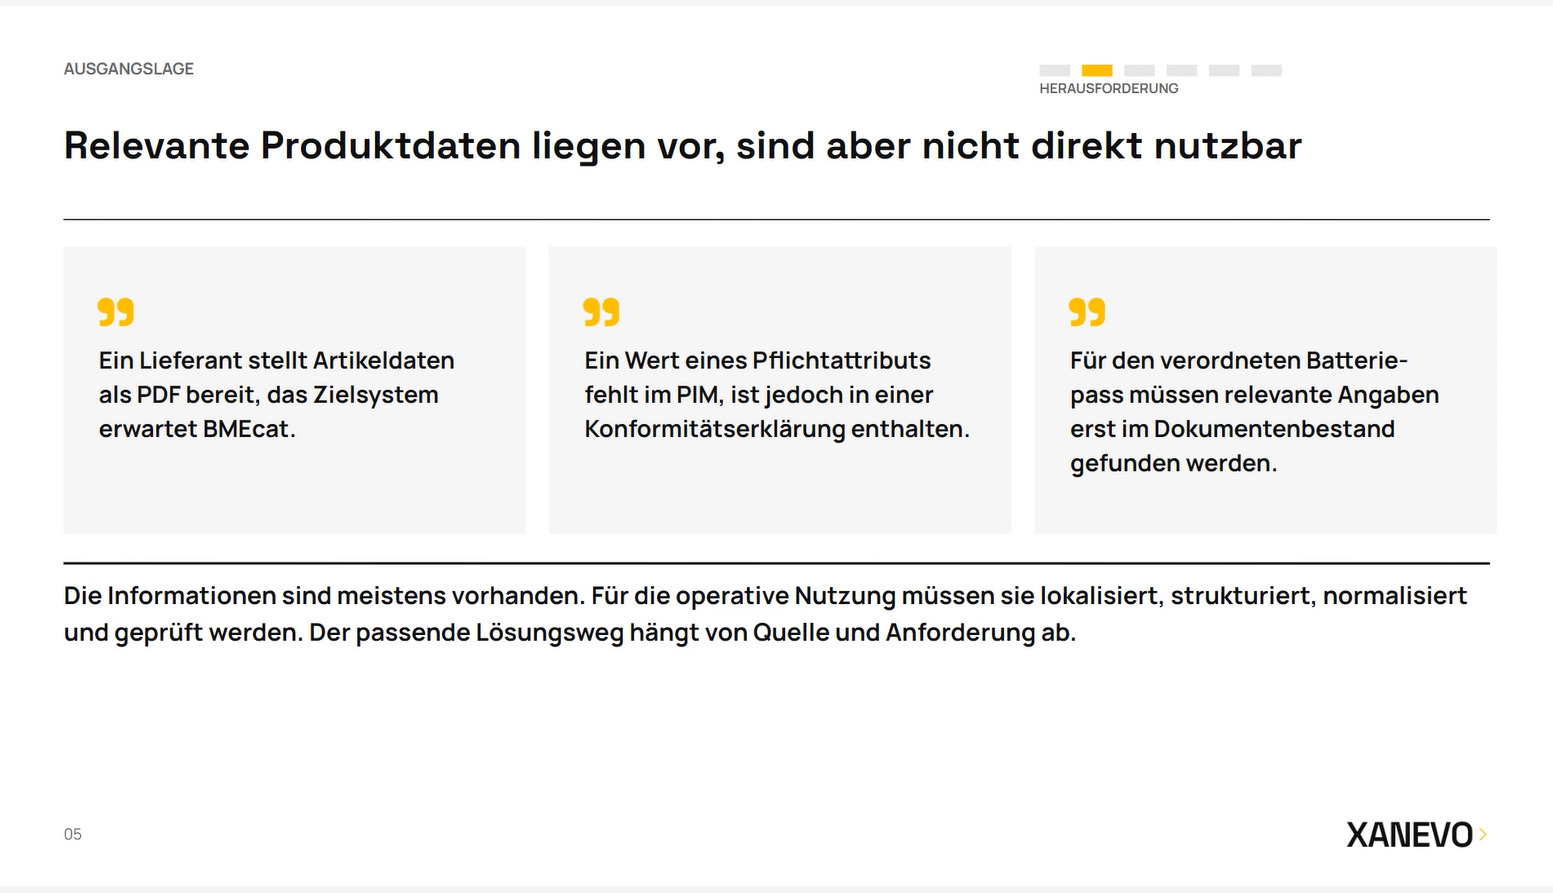 AUSGANGSLAGE
HERAUSFORDERUNG
Relevante Produktdaten liegen vor, sind aber nicht direkt nutzbar
Ein Lieferant stellt Artikeldaten
als PDF bereit, das Zielsystem
erwartet BMEcat.
Ein Wert eines Pflichtattributs
fehlt im PIM, ist jedoch in einer
Konformitätserklärung enthalten.
Für den verordneten Batterie-
pass müssen relevante Angaben
erst im Dokumentenbestand
gefunden werden.
Die Informationen sind meistens vorhanden. Für die operative Nutzung müssen sie lokalisiert, strukturiert, normalisiert
und geprüft werden. Der passende Lösungsweg hängt von Quelle und Anforderung ab.
05
XANEVO